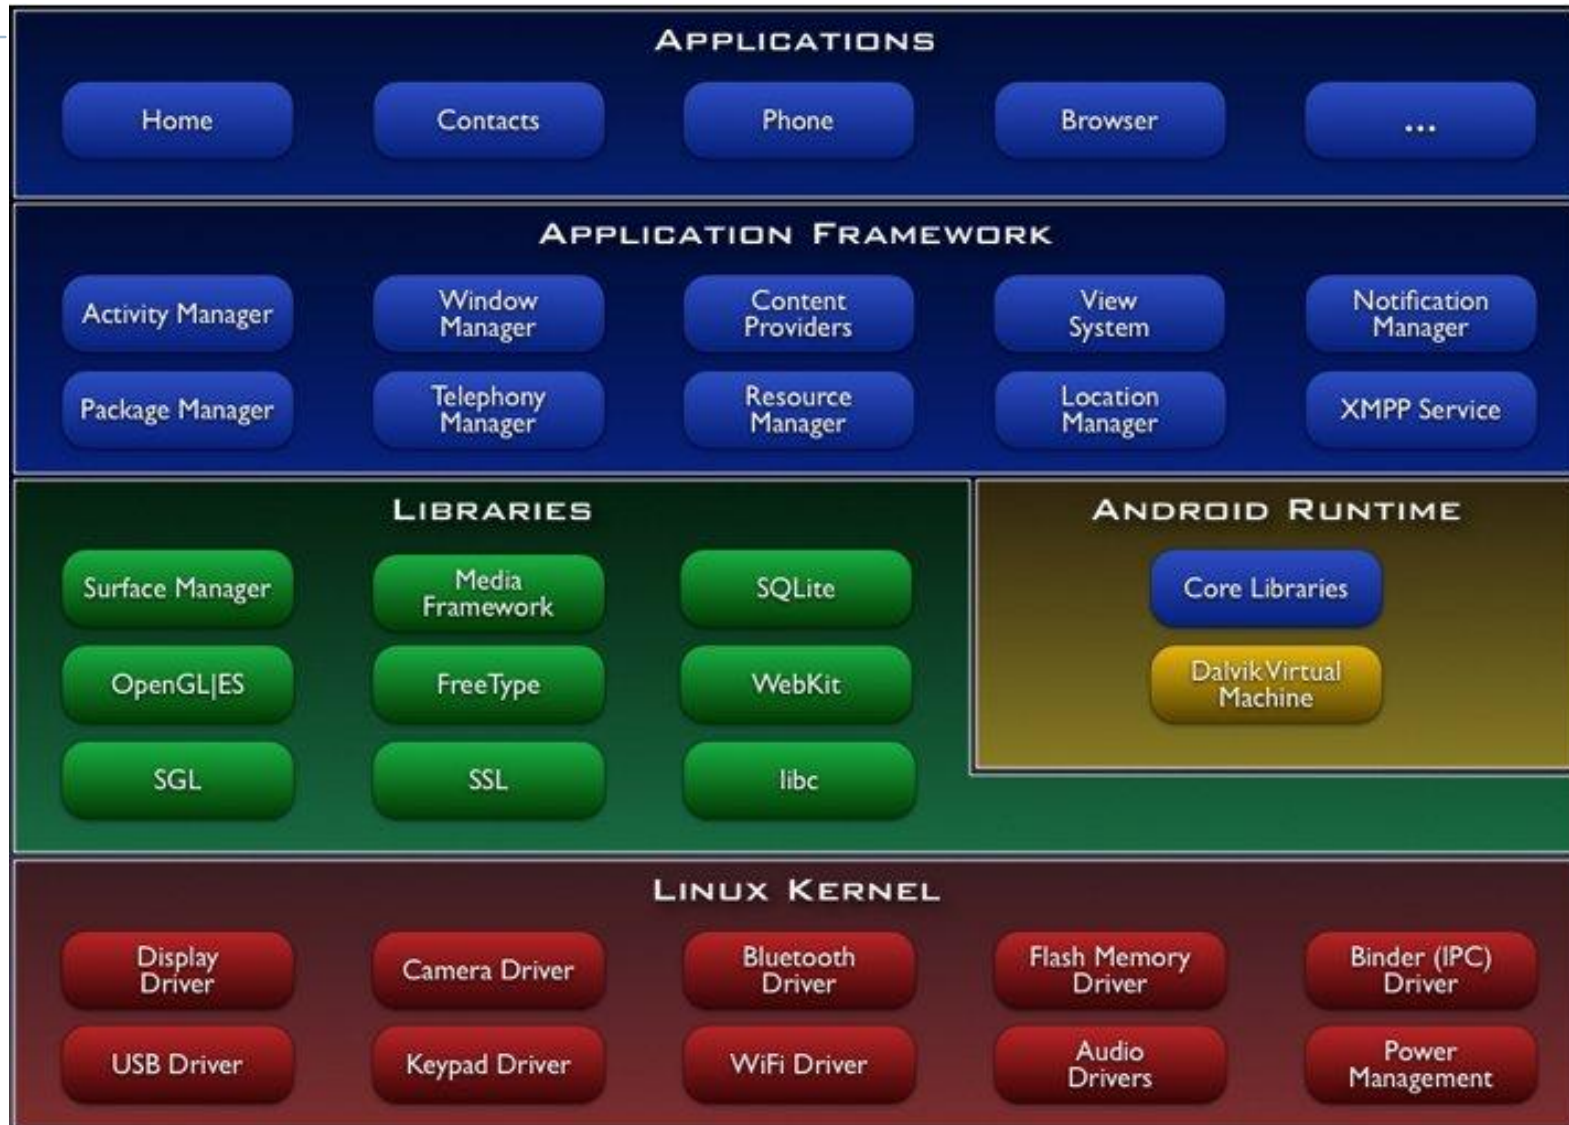 APPLICATIONS
Home
Contacts
Phone
Browser
...
APPLICATION FRAMEWORK
Activity Manager
Window
Manager
Content
Providers
View
System
Notification
Manager
Package Manager
Telephony
Manager
Resource
Manager
Location
Manager
XMPP Service
LIBRARIES
Surface Manager
Media
Framework
SQLite
OpenGL|ES
FreeType
WebKit
SGL
SSL
libc
ANDROID RUNTIME
Core Libraries
Dalvik Virtual
Machine
LINUX KERNEL
Display
Driver
Camera Driver
Bluetooth
Driver
Flash Memory
Driver
Binder (IPC)
Driver
USB Driver
Keypad Driver
WiFi Driver
Audio
Drivers
Power
Management